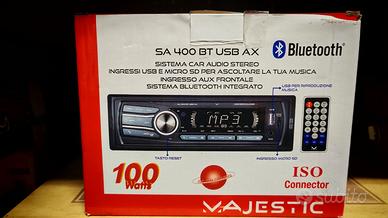 SA 400 BT USB AX
Bluetooth®
SISTEMA CAR AUDIO STEREO
INGRESSI USB E MICRO SD PER ASCOLTARE LA TUA MUSICA
INGRESSO AUX FRONTALE
SISTEMA BLUETOOTH INTEGRATO
USB PER RIPRODUZIONE
MUSICA
MP3
TASTO RESET
INGRESSO MICRO SD
100
Watts
ISO
Connector
MAJESTIC
subito